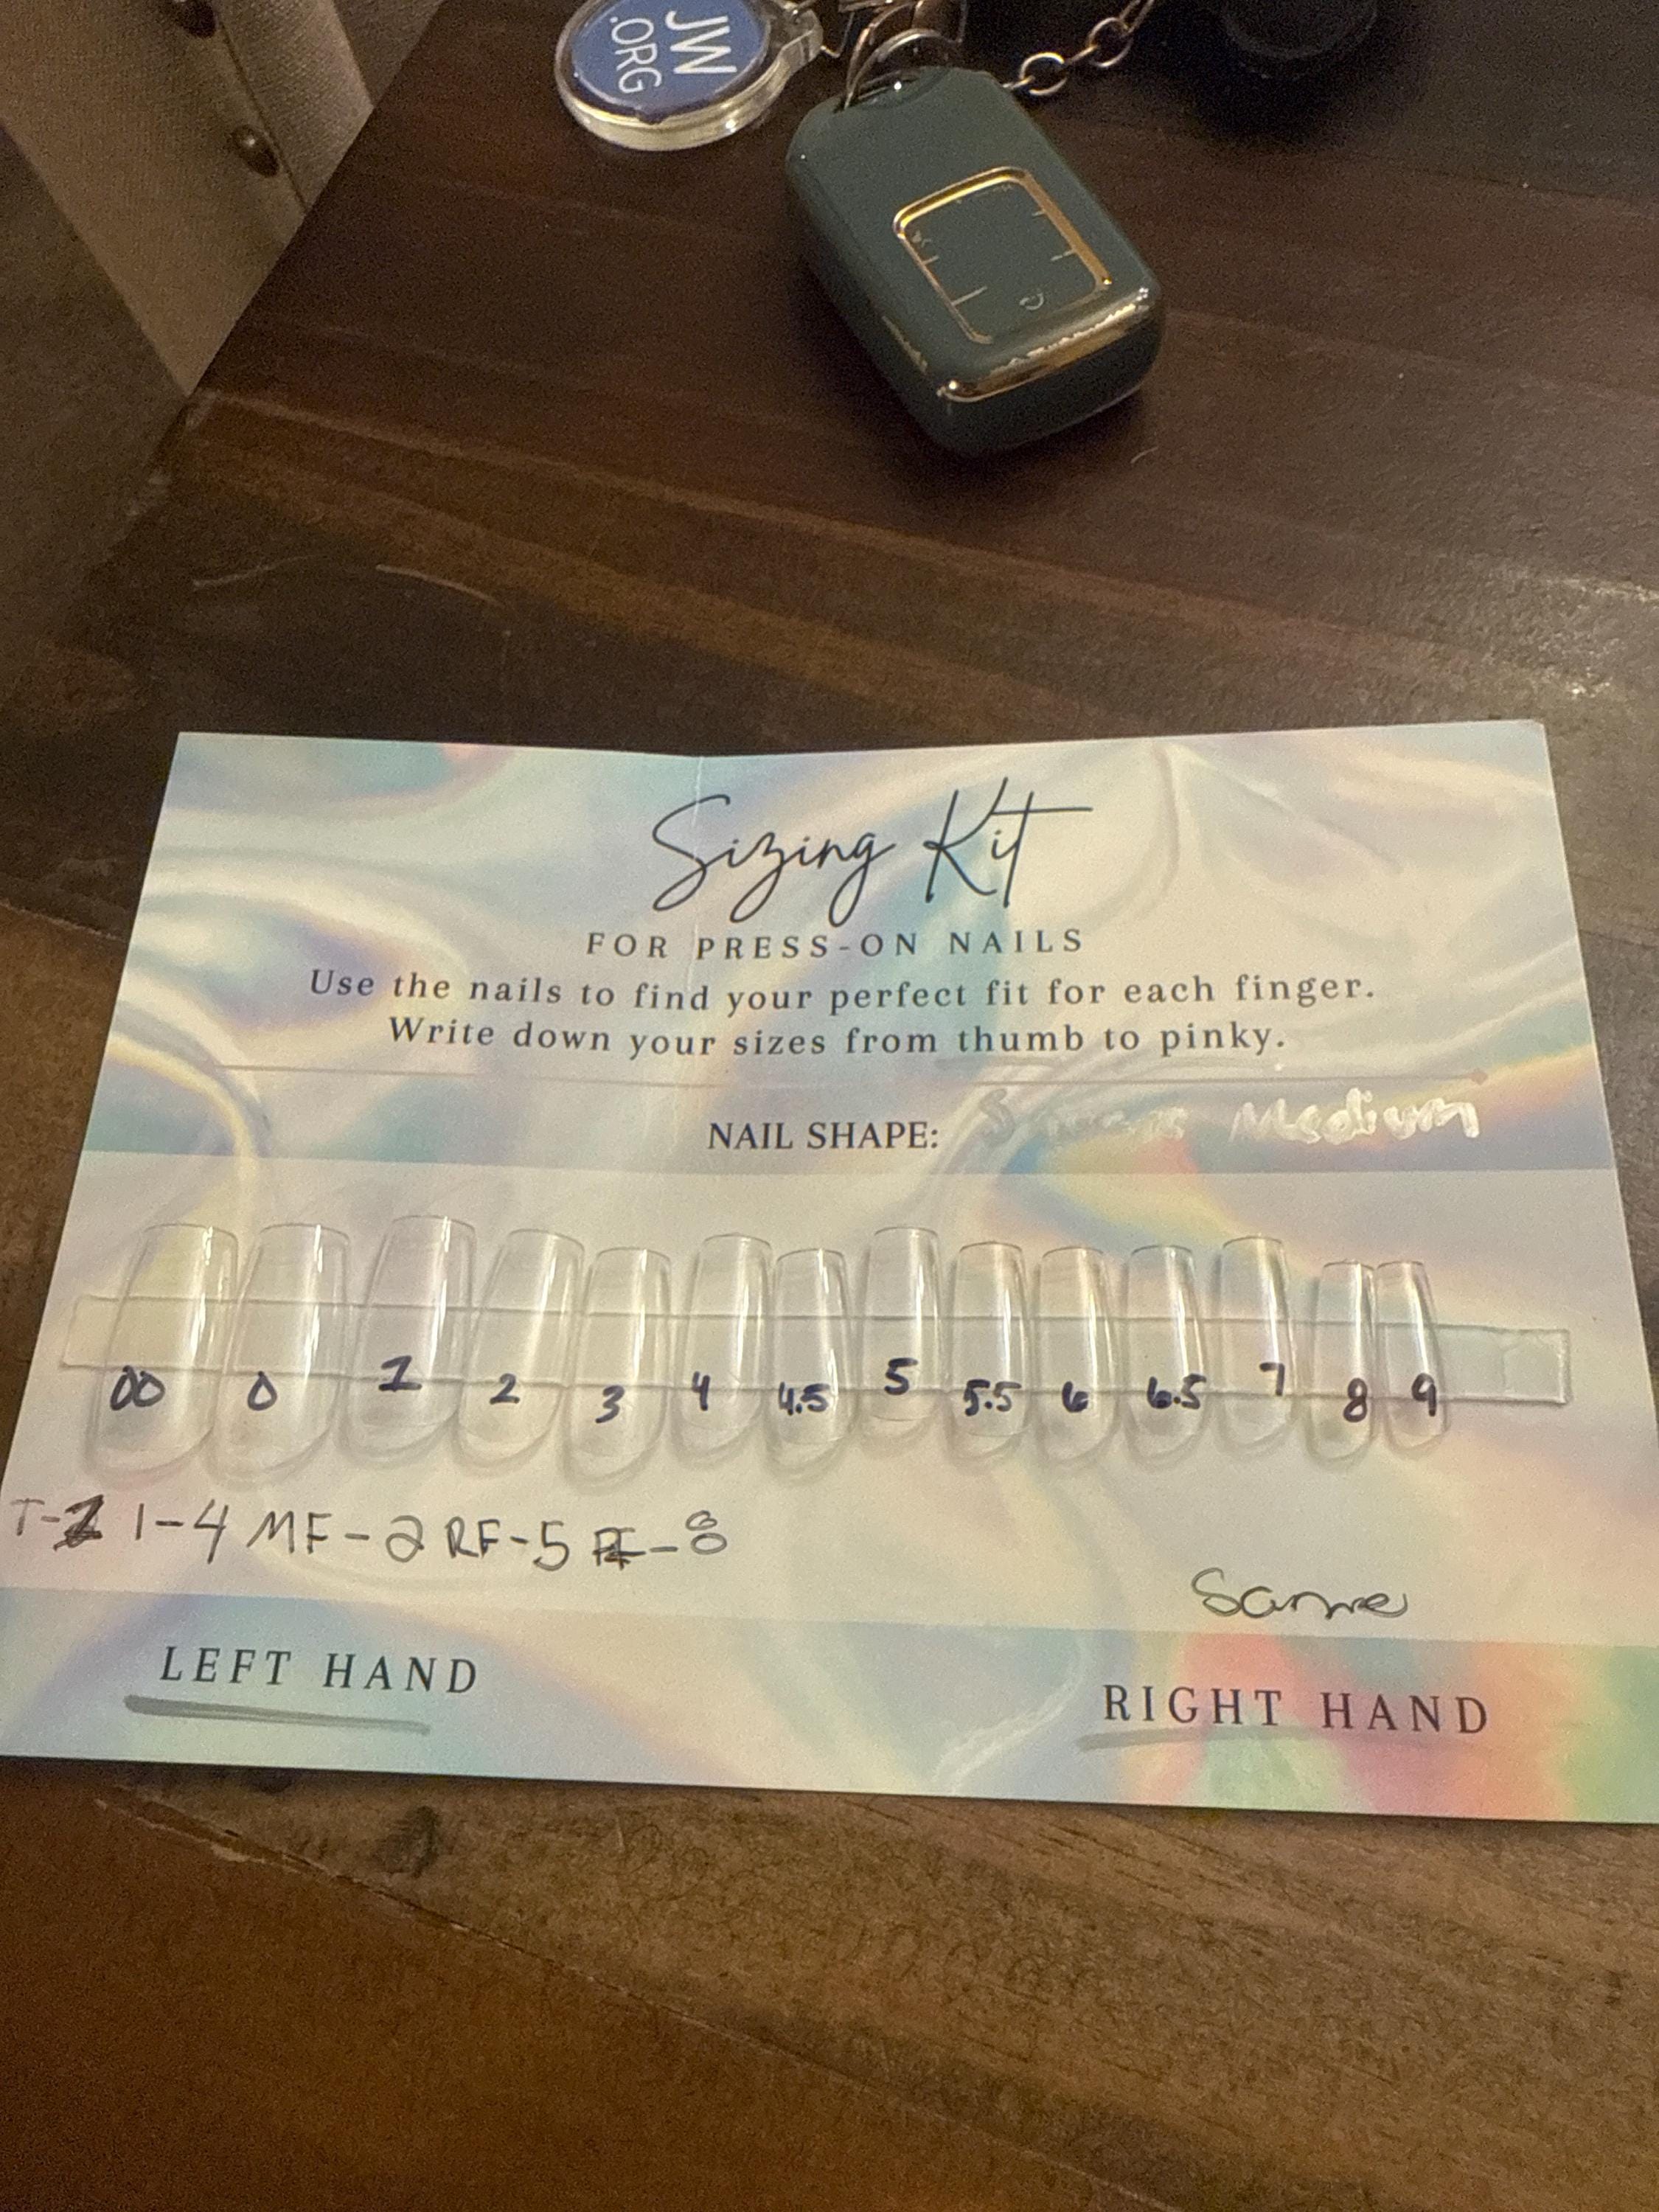 JW
.ORG
Sizing Kit
FOR PRESS-ON NAILS
Use the nails to find your perfect fit for each finger.
Write down your sizes from thumb to pinky.
NAIL SHAPE: Medium
00 0 1 2 3 4 4.5 5 5.5 6 6.5 7 8 9
T- 1-4 MF-2 RF-5 -8
Same
LEFT HAND
RIGHT HAND